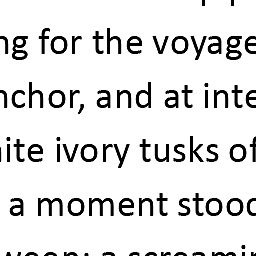 ng for the voyage
nchor, and at inte
ite ivory tusks of
a moment stood